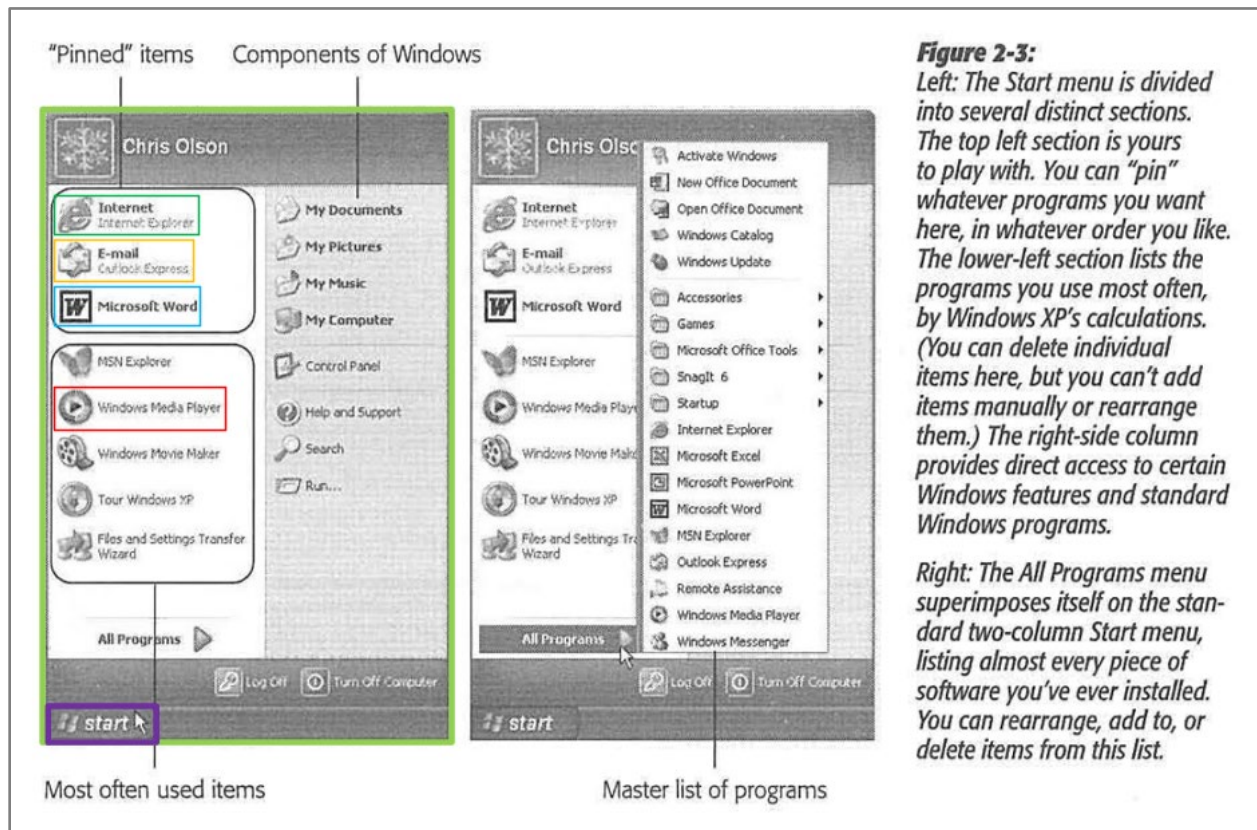 "Pinned" items
Components of Windows
Chris Olson
Internet
Internet Explorer
E-mail
Outlook Express
Microsoft Word
MSN Explorer
Windows Media Player
Windows Movie Maker
Tour Windows XP
Files and Settings Transfer
Wizard
All Programs
My Documents
My Pictures
My Music
My Computer
Control Panel
Help and Support
Search
Run...
Log Off
Turn Off Computer
start
Most often used items
Chris Olso
Internet
Internet Explorer
E-mail
Outlook Express
Microsoft Word
MSN Explorer
Windows Media Playe
Windows Movie Make
Tour Windows XP
Files and Settings Tra
Wizard
All Programs
Activate Windows
New Office Document
Open Office Document
Windows Catalog
Windows Update
Accessories
Games
Microsoft Office Tools
SnagIt 6
Startup
Internet Explorer
Microsoft Excel
Microsoft PowerPoint
Microsoft Word
MSN Explorer
Outlook Express
Remote Assistance
Windows Media Player
Windows Messenger
Log Off
Turn Off Computer
start
Master list of programs
Figure 2-3:
Left: The Start menu is divided
into several distinct sections.
The top left section is yours
to play with. You can "pin"
whatever programs you want
here, in whatever order you like.
The lower-left section lists the
programs you use most often,
by Windows XP's calculations.
(You can delete individual
items here, but you can't add
items manually or rearrange
them.) The right-side column
provides direct access to certain
Windows features and standard
Windows programs.
Right: The All Programs menu
superimposes itself on the stan-
dard two-column Start menu,
listing almost every piece of
software you've ever installed.
You can rearrange, add to, or
delete items from this list.